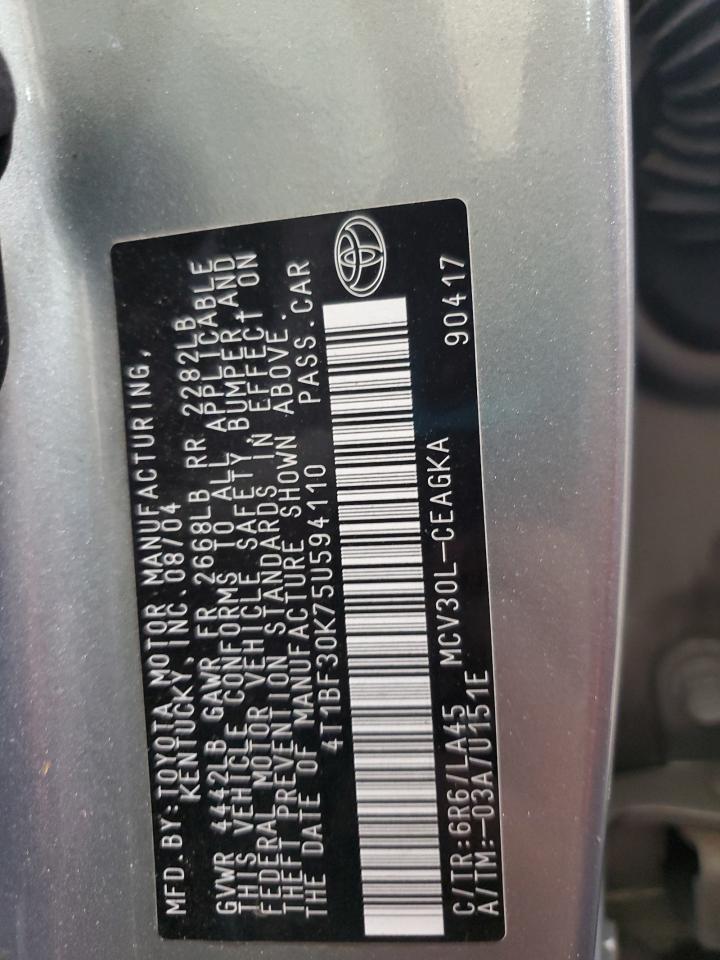 MFD.BY:TOYOTA MOTOR MANUFACTURING,
KENTUCKY, INC.08/04
GVWR 4442LB GAWR FR 2668LB RR 2282LB
THIS VEHICLE CONFORMS TO ALL APPLICABLE
FEDERAL MOTOR VEHICLE SAFETY, BUMPER AND
THEFT PREVENTION STANDARDS IN EFFECT ON
THE DATE OF MANUFACTURE SHOWN ABOVE.
4T1BF30K75U594110 PASS.CAR
C/TR:6R6/LA45 MCV30L-CEAGKA 90417
A/TM:-03A/U151E